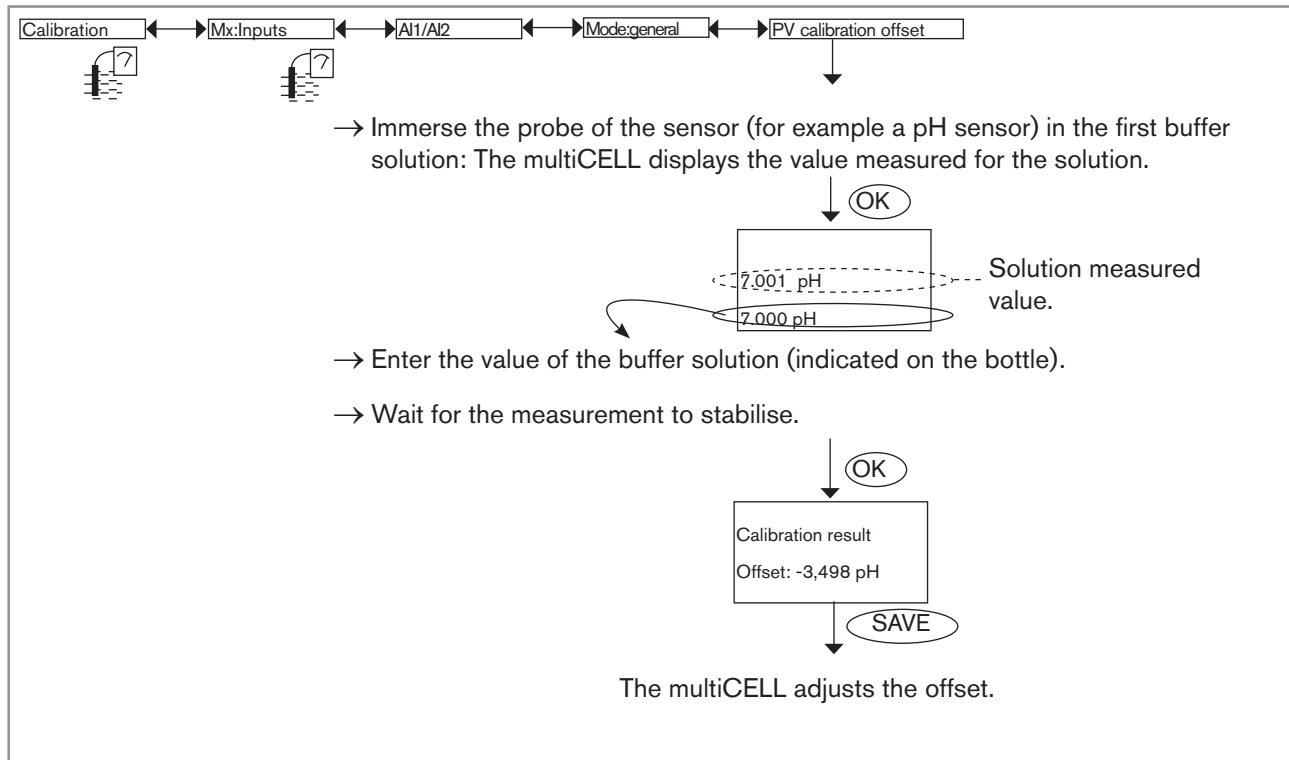 Calibration Mx:Inputs AI1/AI2 Mode:general PV calibration offset
→ Immerse the probe of the sensor (for example a pH sensor) in the first buffer
solution: The multiCELL displays the value measured for the solution.
OK
7.001 pH
Solution measured
value.
7.000 pH
→ Enter the value of the buffer solution (indicated on the bottle).
→ Wait for the measurement to stabilise.
OK
Calibration result
Offset: -3,498 pH
SAVE
The multiCELL adjusts the offset.